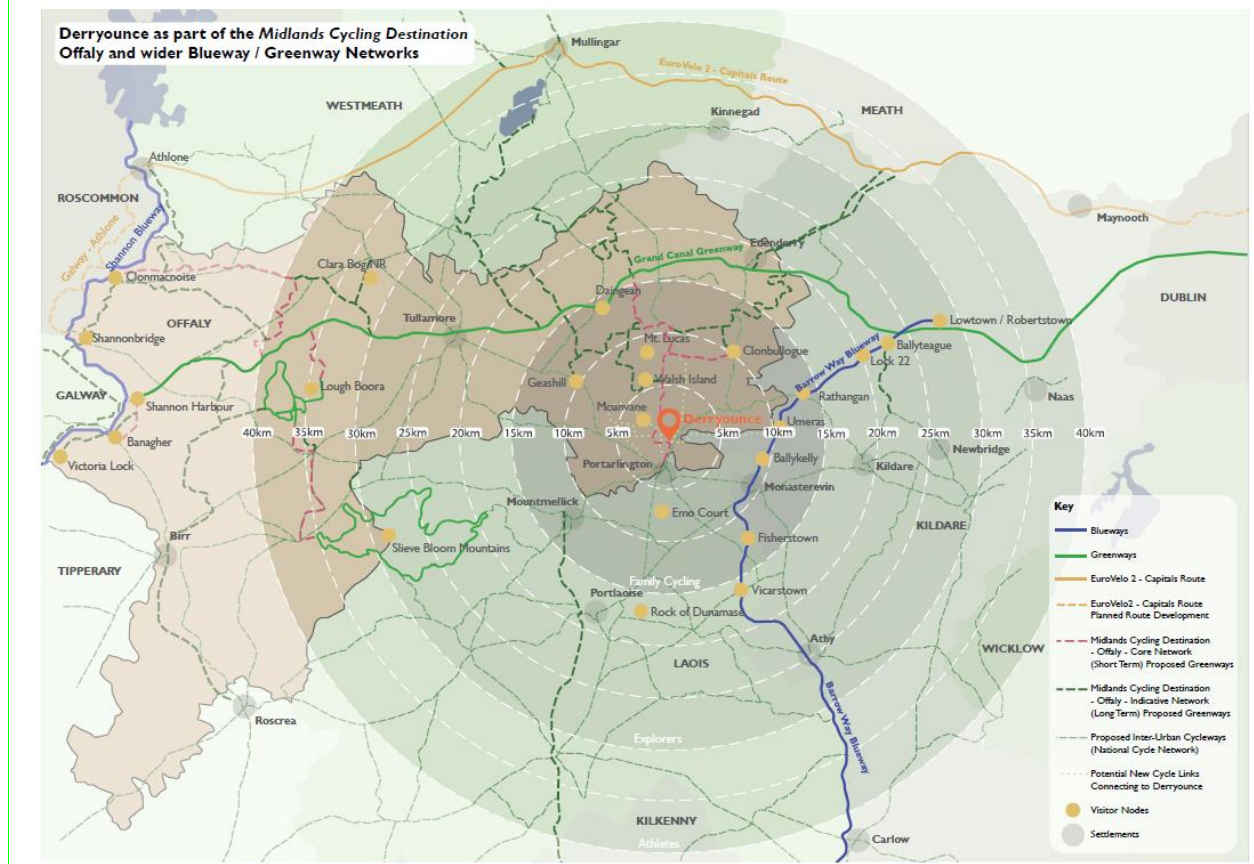 Derryounce as part of the Midlands Cycling Destination
Offaly and wider Blueway / Greenway Networks
Mullingar
EuroVelo 2 - Capitals Route
WESTMEATH
MEATH
Kinnegad
Athlone
ROSCOMMON
Maynooth
Galway - Athlone
Shannon Blueway
Edenderry
Grand Canal Greenway
Clara Bog NR
Clonmacnoise
Daingean
DUBLIN
OFFALY
Tullamore
Lowtown / Robertstown
Shannonbridge
Mt. Lucas
Clonbullogue
Ballyteague
Lock 22
Barrow Way Blueway
Geashill
Walsh Island
Lough Boora
Rathangan
Naas
GALWAY
Shannon Harbour
Moanvane
Derryounce
Umeras
40km 35km 30km 25km 20km 15km 10km 5km 5km 10km 15km 20km 25km 30km 35km 40km
Banagher
Newbridge
Victoria Lock
Portarlington
Ballykelly
Kildare
Monasterevin
Mountmellick
Emo Court
KILDARE
Birr
Slieve Bloom Mountains
Fisherstown
TIPPERARY
Family Cycling
Vicarstown
Portlaoise
Rock of Dunamase
Athy
WICKLOW
LAOIS
Roscrea
Barrow Way Blueway
Explorers
KILKENNY
Athletes
Carlow
Key
Blueways
Greenways
EuroVelo 2 - Capitals Route
EuroVelo2 - Capitals Route
Planned Route Development
Midlands Cycling Destination
- Offaly - Core Network
(Short Term) Proposed Greenways
Midlands Cycling Destination
- Offaly - Indicative Network
(Long Term) Proposed Greenways
Proposed Inter-Urban Cycleways
(National Cycle Network)
Potential New Cycle Links
Connecting to Derryounce
Visitor Nodes
Settlements